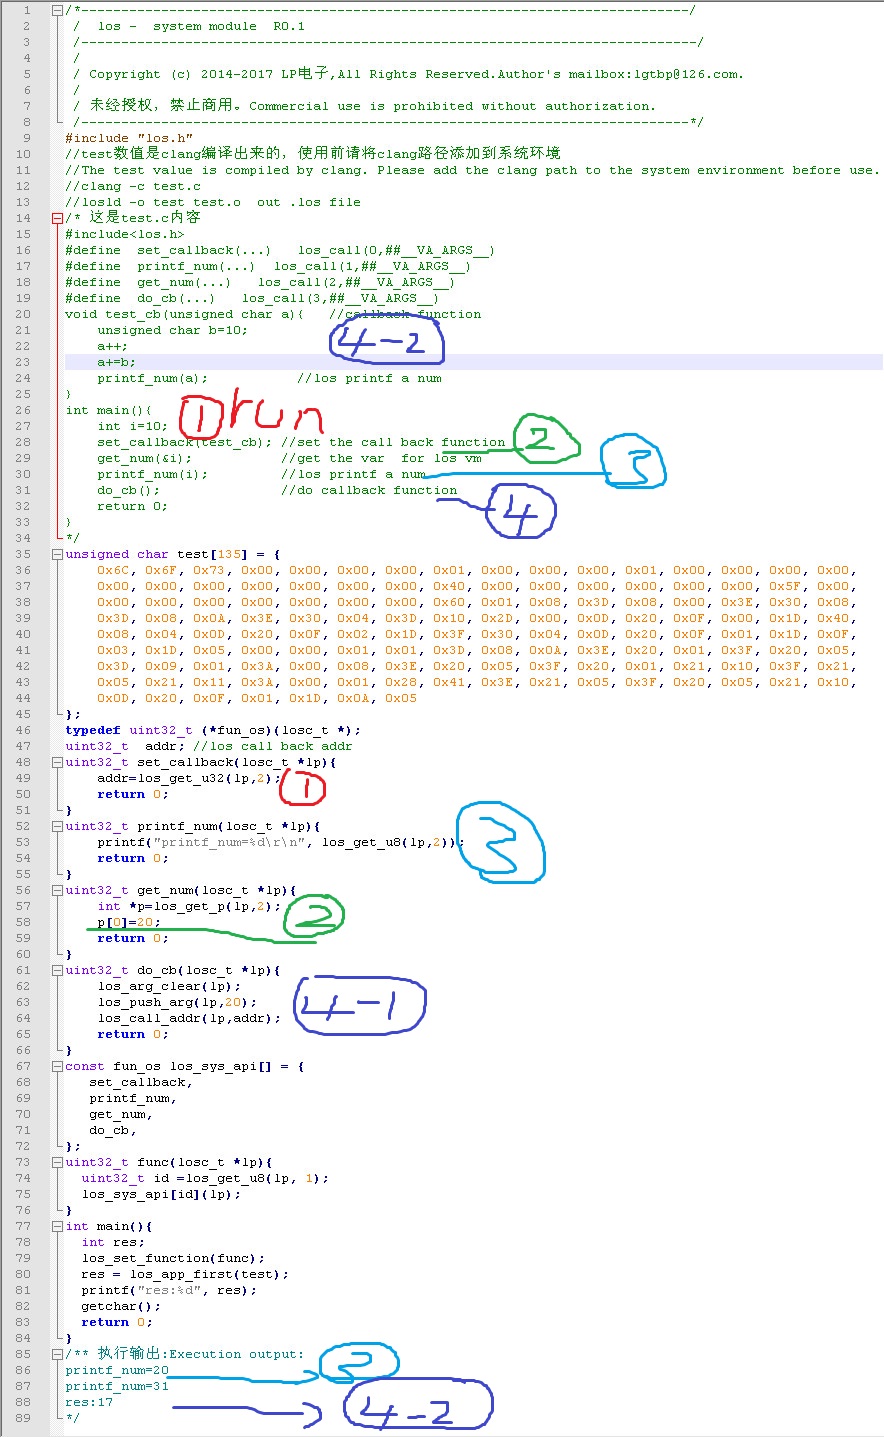 1 /*-----------------------------------------------------------------------------/
2 /  los -  system module  R0.1
3 /-----------------------------------------------------------------------------/
4 /
5 / Copyright (c) 2014-2017 LP电子,All Rights Reserved.Author's mailbox:lgtbp@126.com.
6 /
7 / 未经授权，禁止商用。Commercial use is prohibited without authorization.
8 /----------------------------------------------------------------------------*/
9 #include "los.h"
10 //test数值是clang编译出来的，使用前请将clang路径添加到系统环境
11 //The test value is compiled by clang. Please add the clang path to the system environment before use.
12 //clang -c test.c
13 //losld -o test test.o  out .los file
14 /* 这是test.c内容
15 #include<los.h>
16 #define  set_callback(...)   los_call(0,##__VA_ARGS__)
17 #define  printf_num(...)  los_call(1,##__VA_ARGS__)
18 #define  get_num(...)   los_call(2,##__VA_ARGS__)
19 #define  do_cb(...)   los_call(3,##__VA_ARGS__)
20 void test_cb(unsigned char a){   //callback function
21 unsigned char b=10;
22 a++;
4-2
23 a+=b;
24 printf_num(a);           //los printf a num
25 }
26 int main(){
① run
27 int i=10;
28 set_callback(test_cb); //set the call back function
②
29 get_num(&i);           //get the var  for los vm
30 printf_num(i);         //los printf a num
③
31 do_cb();               //do callback function
32 return 0;
④
33 }
34 */
35 unsigned char test[135] = {
36 0x6C, 0x6F, 0x73, 0x00, 0x00, 0x00, 0x00, 0x01, 0x00, 0x00, 0x00, 0x01, 0x00, 0x00, 0x00, 0x00,
37 0x00, 0x00, 0x00, 0x00, 0x00, 0x00, 0x00, 0x40, 0x00, 0x00, 0x00, 0x00, 0x00, 0x00, 0x5F, 0x00,
38 0x00, 0x00, 0x00, 0x00, 0x00, 0x00, 0x00, 0x60, 0x01, 0x08, 0x3D, 0x08, 0x00, 0x3E, 0x30, 0x08,
39 0x3D, 0x08, 0x0A, 0x3E, 0x30, 0x04, 0x3D, 0x10, 0x2D, 0x00, 0x0D, 0x20, 0x0F, 0x00, 0x1D, 0x40,
40 0x08, 0x04, 0x0D, 0x20, 0x0F, 0x02, 0x1D, 0x3F, 0x30, 0x04, 0x0D, 0x20, 0x0F, 0x01, 0x1D, 0x0F,
41 0x03, 0x1D, 0x05, 0x00, 0x00, 0x01, 0x01, 0x3D, 0x08, 0x0A, 0x3E, 0x20, 0x01, 0x3F, 0x20, 0x05,
42 0x3D, 0x09, 0x01, 0x3A, 0x00, 0x08, 0x3E, 0x20, 0x05, 0x3F, 0x20, 0x01, 0x21, 0x10, 0x3F, 0x21,
43 0x05, 0x21, 0x11, 0x3A, 0x00, 0x01, 0x28, 0x41, 0x3E, 0x21, 0x05, 0x3F, 0x20, 0x05, 0x21, 0x10,
44 0x0D, 0x20, 0x0F, 0x01, 0x1D, 0x0A, 0x05
45 };
46 typedef uint32_t (*fun_os)(losc_t *);
47 uint32_t  addr; //los call back addr
48 uint32_t set_callback(losc_t *lp){
49 addr=los_get_u32(lp,2);
①
50 return 0;
51 }
52 uint32_t printf_num(losc_t *lp){
53 printf("printf_num=%d\r\n", los_get_u8(lp,2));
③
54 return 0;
55 }
56 uint32_t get_num(losc_t *lp){
57 int *p=los_get_p(lp,2);
②
58 p[0]=20;
59 return 0;
60 }
61 uint32_t do_cb(losc_t *lp){
62 los_arg_clear(lp);
63 los_push_arg(lp,20);
4-1
64 los_call_addr(lp,addr);
65 return 0;
66 }
67 const fun_os los_sys_api[] = {
68 set_callback,
69 printf_num,
70 get_num,
71 do_cb,
72 };
73 uint32_t func(losc_t *lp){
74 uint32_t id =los_get_u8(lp, 1);
75 los_sys_api[id](lp);
76 }
77 int main(){
78 int res;
79 los_set_function(func);
80 res = los_app_first(test);
81 printf("res:%d", res);
82 getchar();
83 return 0;
84 }
85 /** 执行输出:Execution output:
86 printf_num=20
③
87 printf_num=31
88 res:17
4-2
89 */